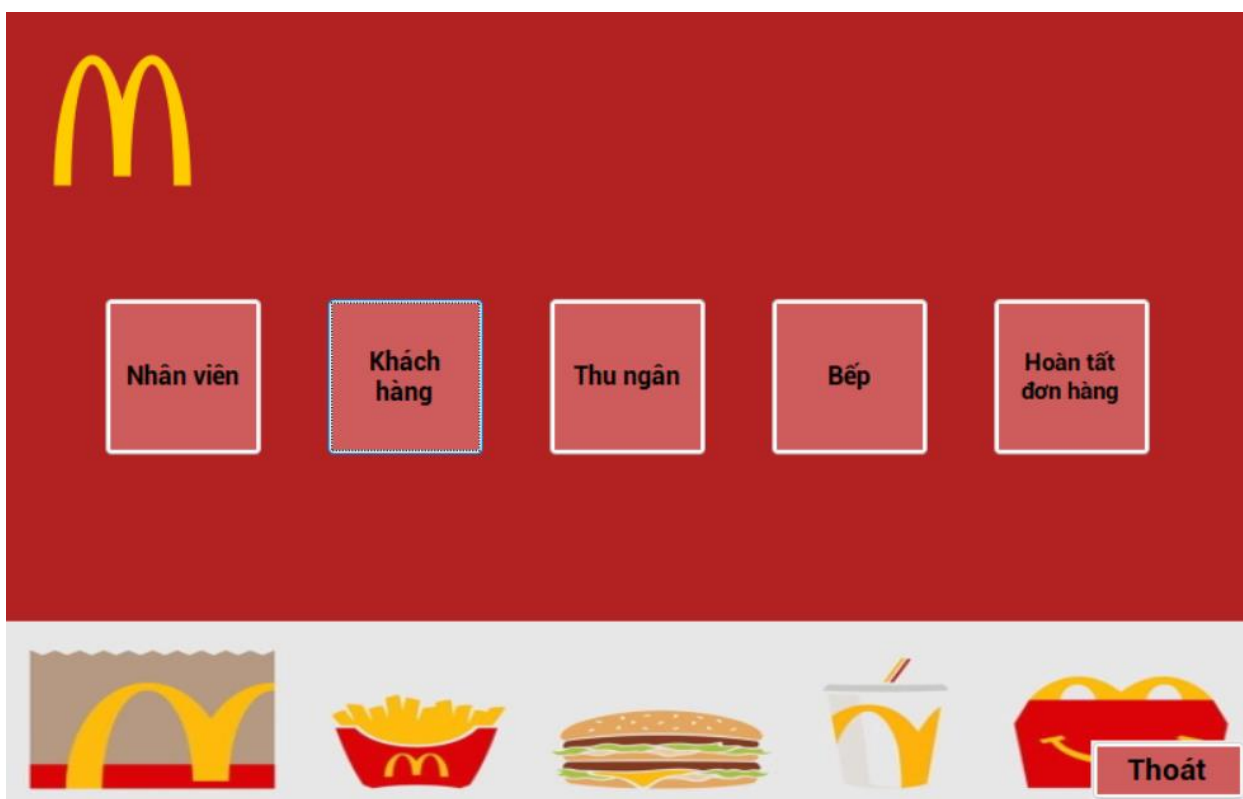 Nhân viên
Khách
hàng
Thu ngân
Bếp
Hoàn tất
đơn hàng
Thoát